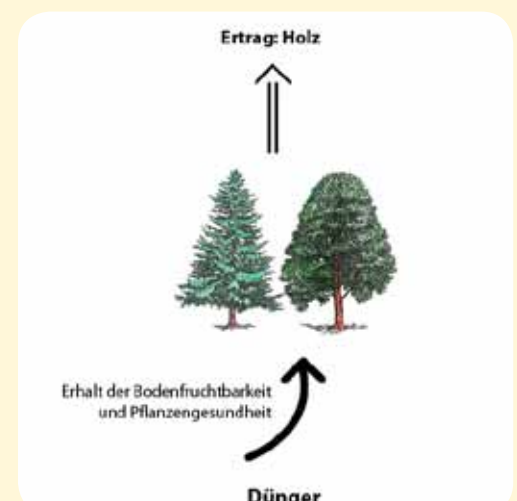 Ertrag: Holz
Erhalt der Bodenfruchtbarkeit
und Pflanzengesundheit
Dünger